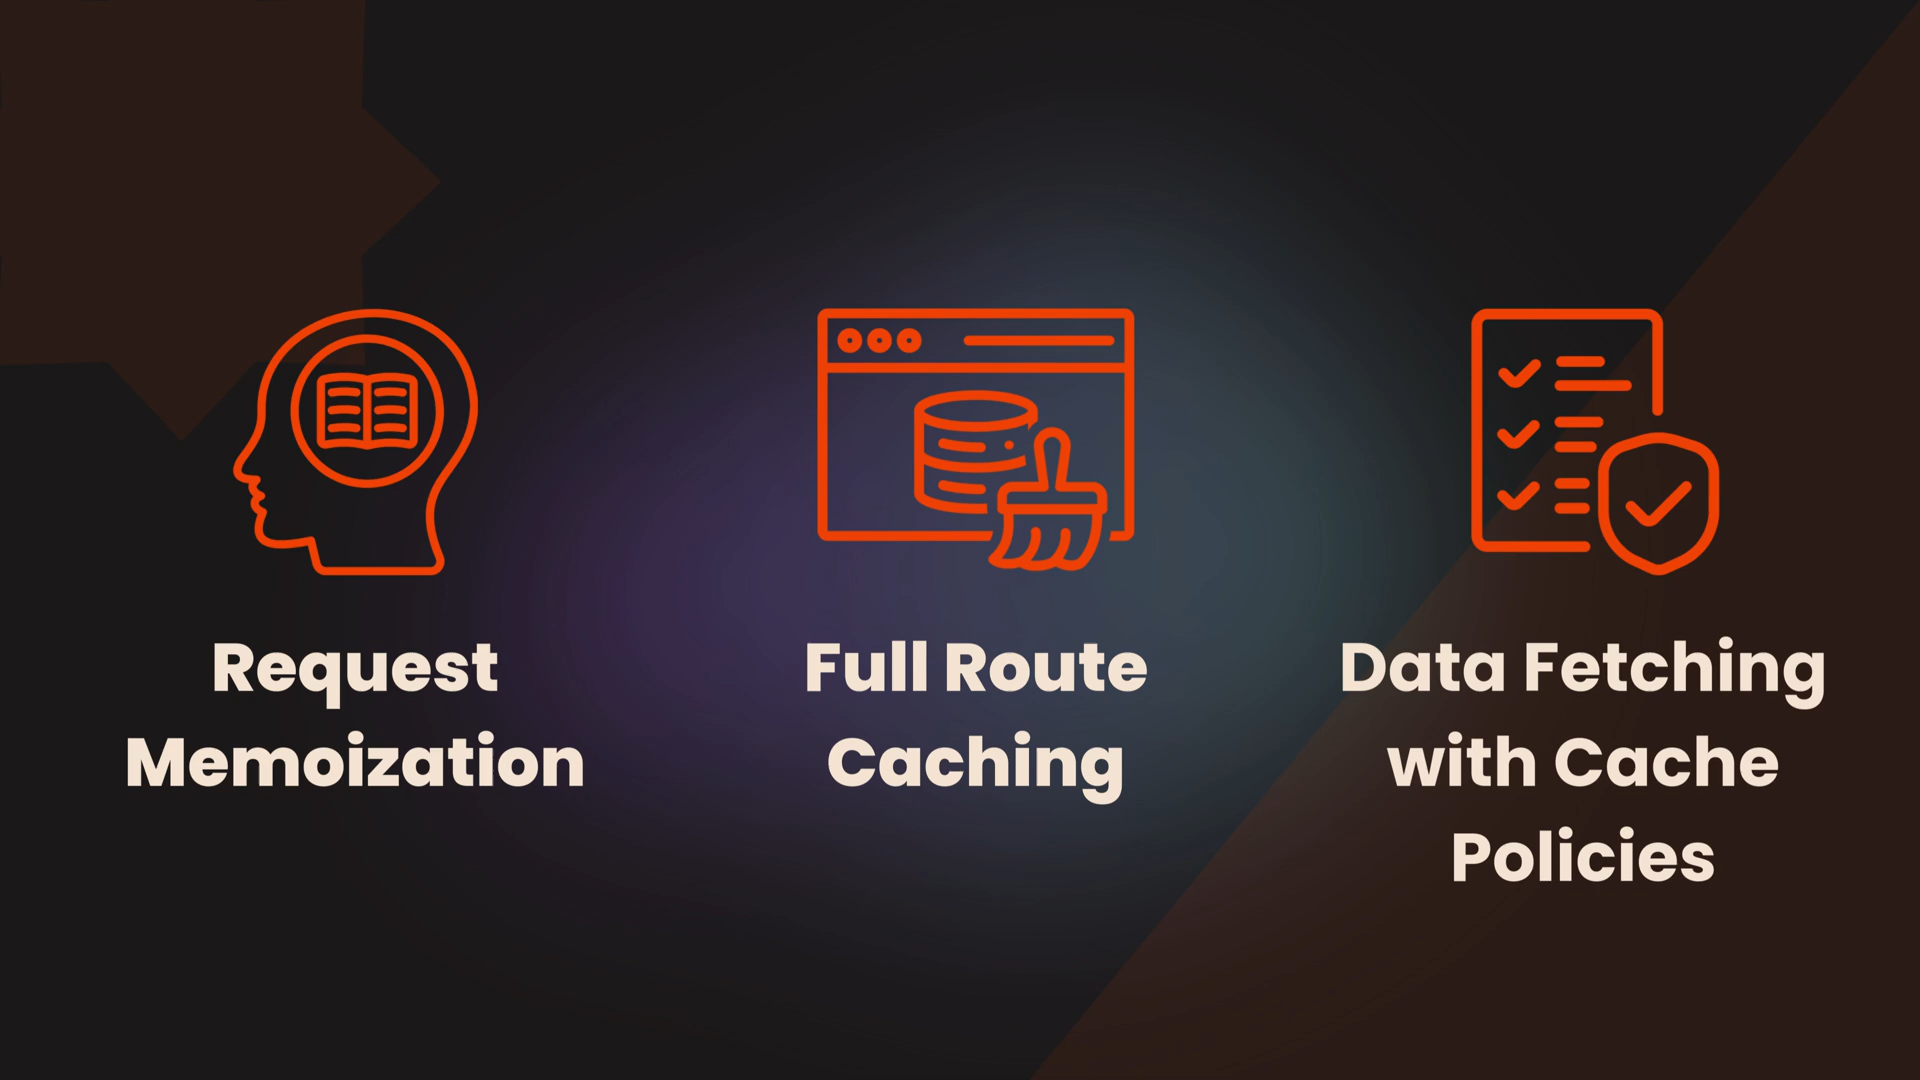 Request
Memoization
Full Route
Caching
Data Fetching
with Cache
Policies